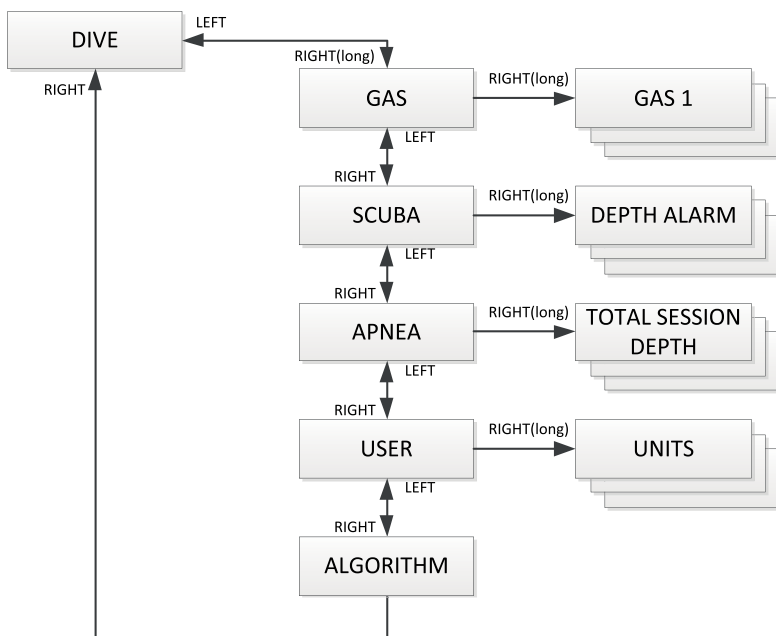 DIVE
LEFT
RIGHT(long)
RIGHT
GAS
RIGHT(long)
GAS 1
LEFT
RIGHT
SCUBA
RIGHT(long)
DEPTH ALARM
LEFT
RIGHT
APNEA
RIGHT(long)
TOTAL SESSION
DEPTH
LEFT
RIGHT
USER
RIGHT(long)
UNITS
LEFT
RIGHT
ALGORITHM